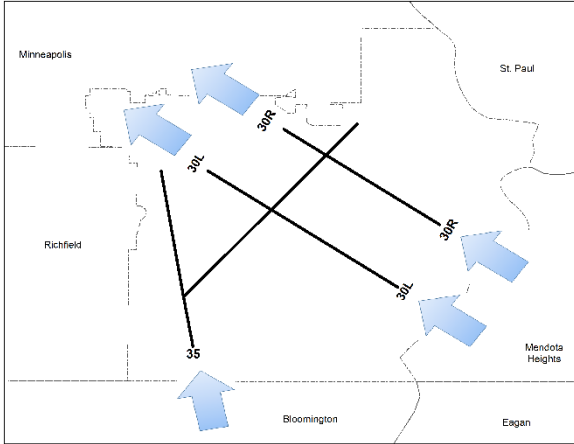 Minneapolis
St. Paul
30R
30L
Richfield
30R
30L
35
Mendota
Heights
Bloomington
Eagan